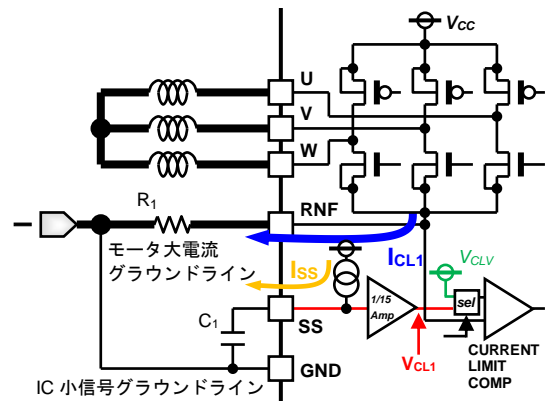 VCC
U
V
W
R1
RNF
モータ大電流
グラウンドライン
ICL1
ISS
VCLV
1/15
Amp
sel
C1
SS
VCL1
CURRENT
LIMIT
COMP
GND
IC 小信号グラウンドライン